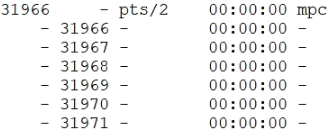 31966     - pts/2    00:00:00 mpc
    - 31966 -        00:00:00 -
    - 31967 -        00:00:00 -
    - 31968 -        00:00:00 -
    - 31969 -        00:00:00 -
    - 31970 -        00:00:00 -
    - 31971 -        00:00:00 -